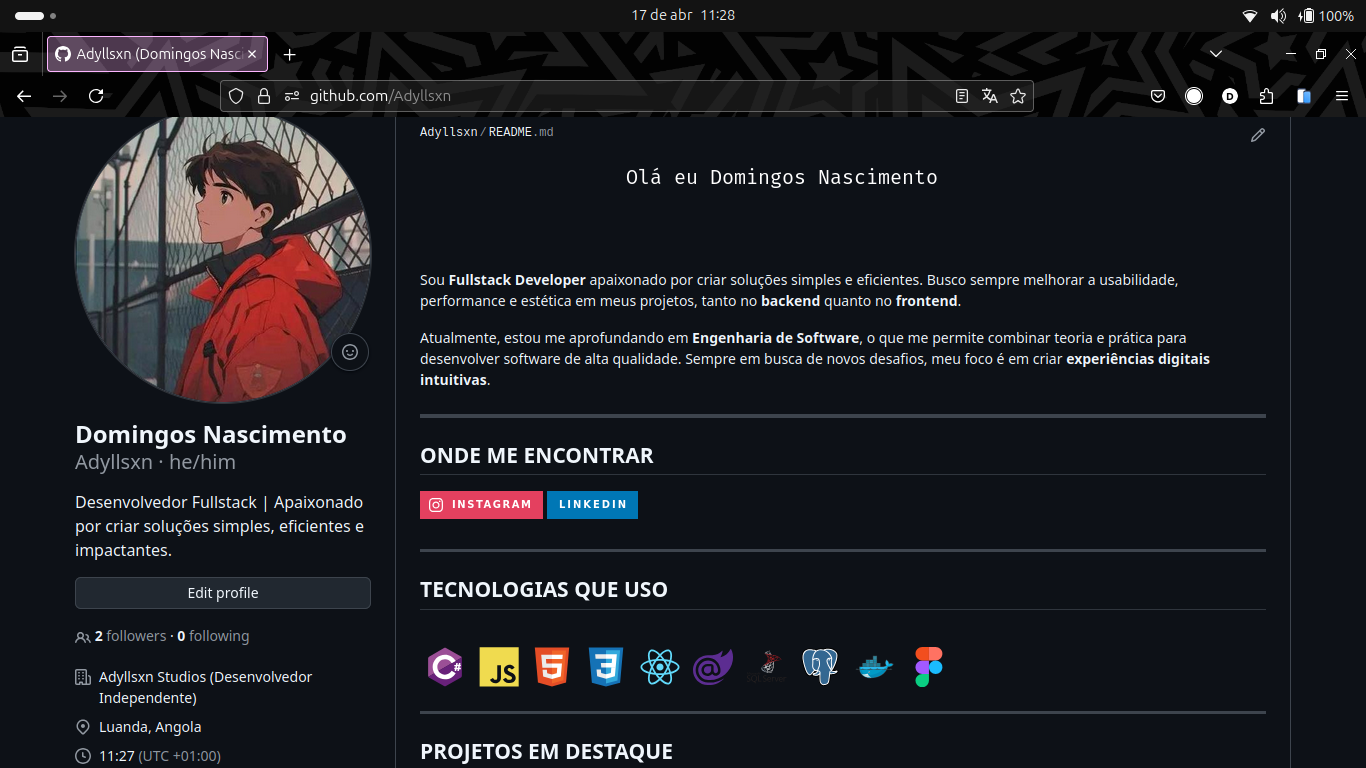 17 de abr 11:28
100%
Adyllsxn (Domingos Nasci
github.com/Adyllsxn
D
Adyllsxn/README.md
Olá eu Domingos Nascimento
Sou Fullstack Developer apaixonado por criar soluções simples e eficientes. Busco sempre melhorar a usabilidade,
performance e estética em meus projetos, tanto no backend quanto no frontend.
Atualmente, estou me aprofundando em Engenharia de Software, o que me permite combinar teoria e prática para
desenvolver software de alta qualidade. Sempre em busca de novos desafios, meu foco é em criar experiências digitais
intuitivas.
Domingos Nascimento
Adyllsxn · he/him
Desenvolvedor Fullstack | Apaixonado
por criar soluções simples, eficientes e
impactantes.
Edit profile
2 followers · 0 following
Adyllsxn Studios (Desenvolvedor
Independente)
Luanda, Angola
11:27 (UTC +01:00)
ONDE ME ENCONTRAR
INSTAGRAM
LINKEDIN
TECNOLOGIAS QUE USO
C#
JS
5
3
SQL Server
PROJETOS EM DESTAQUE